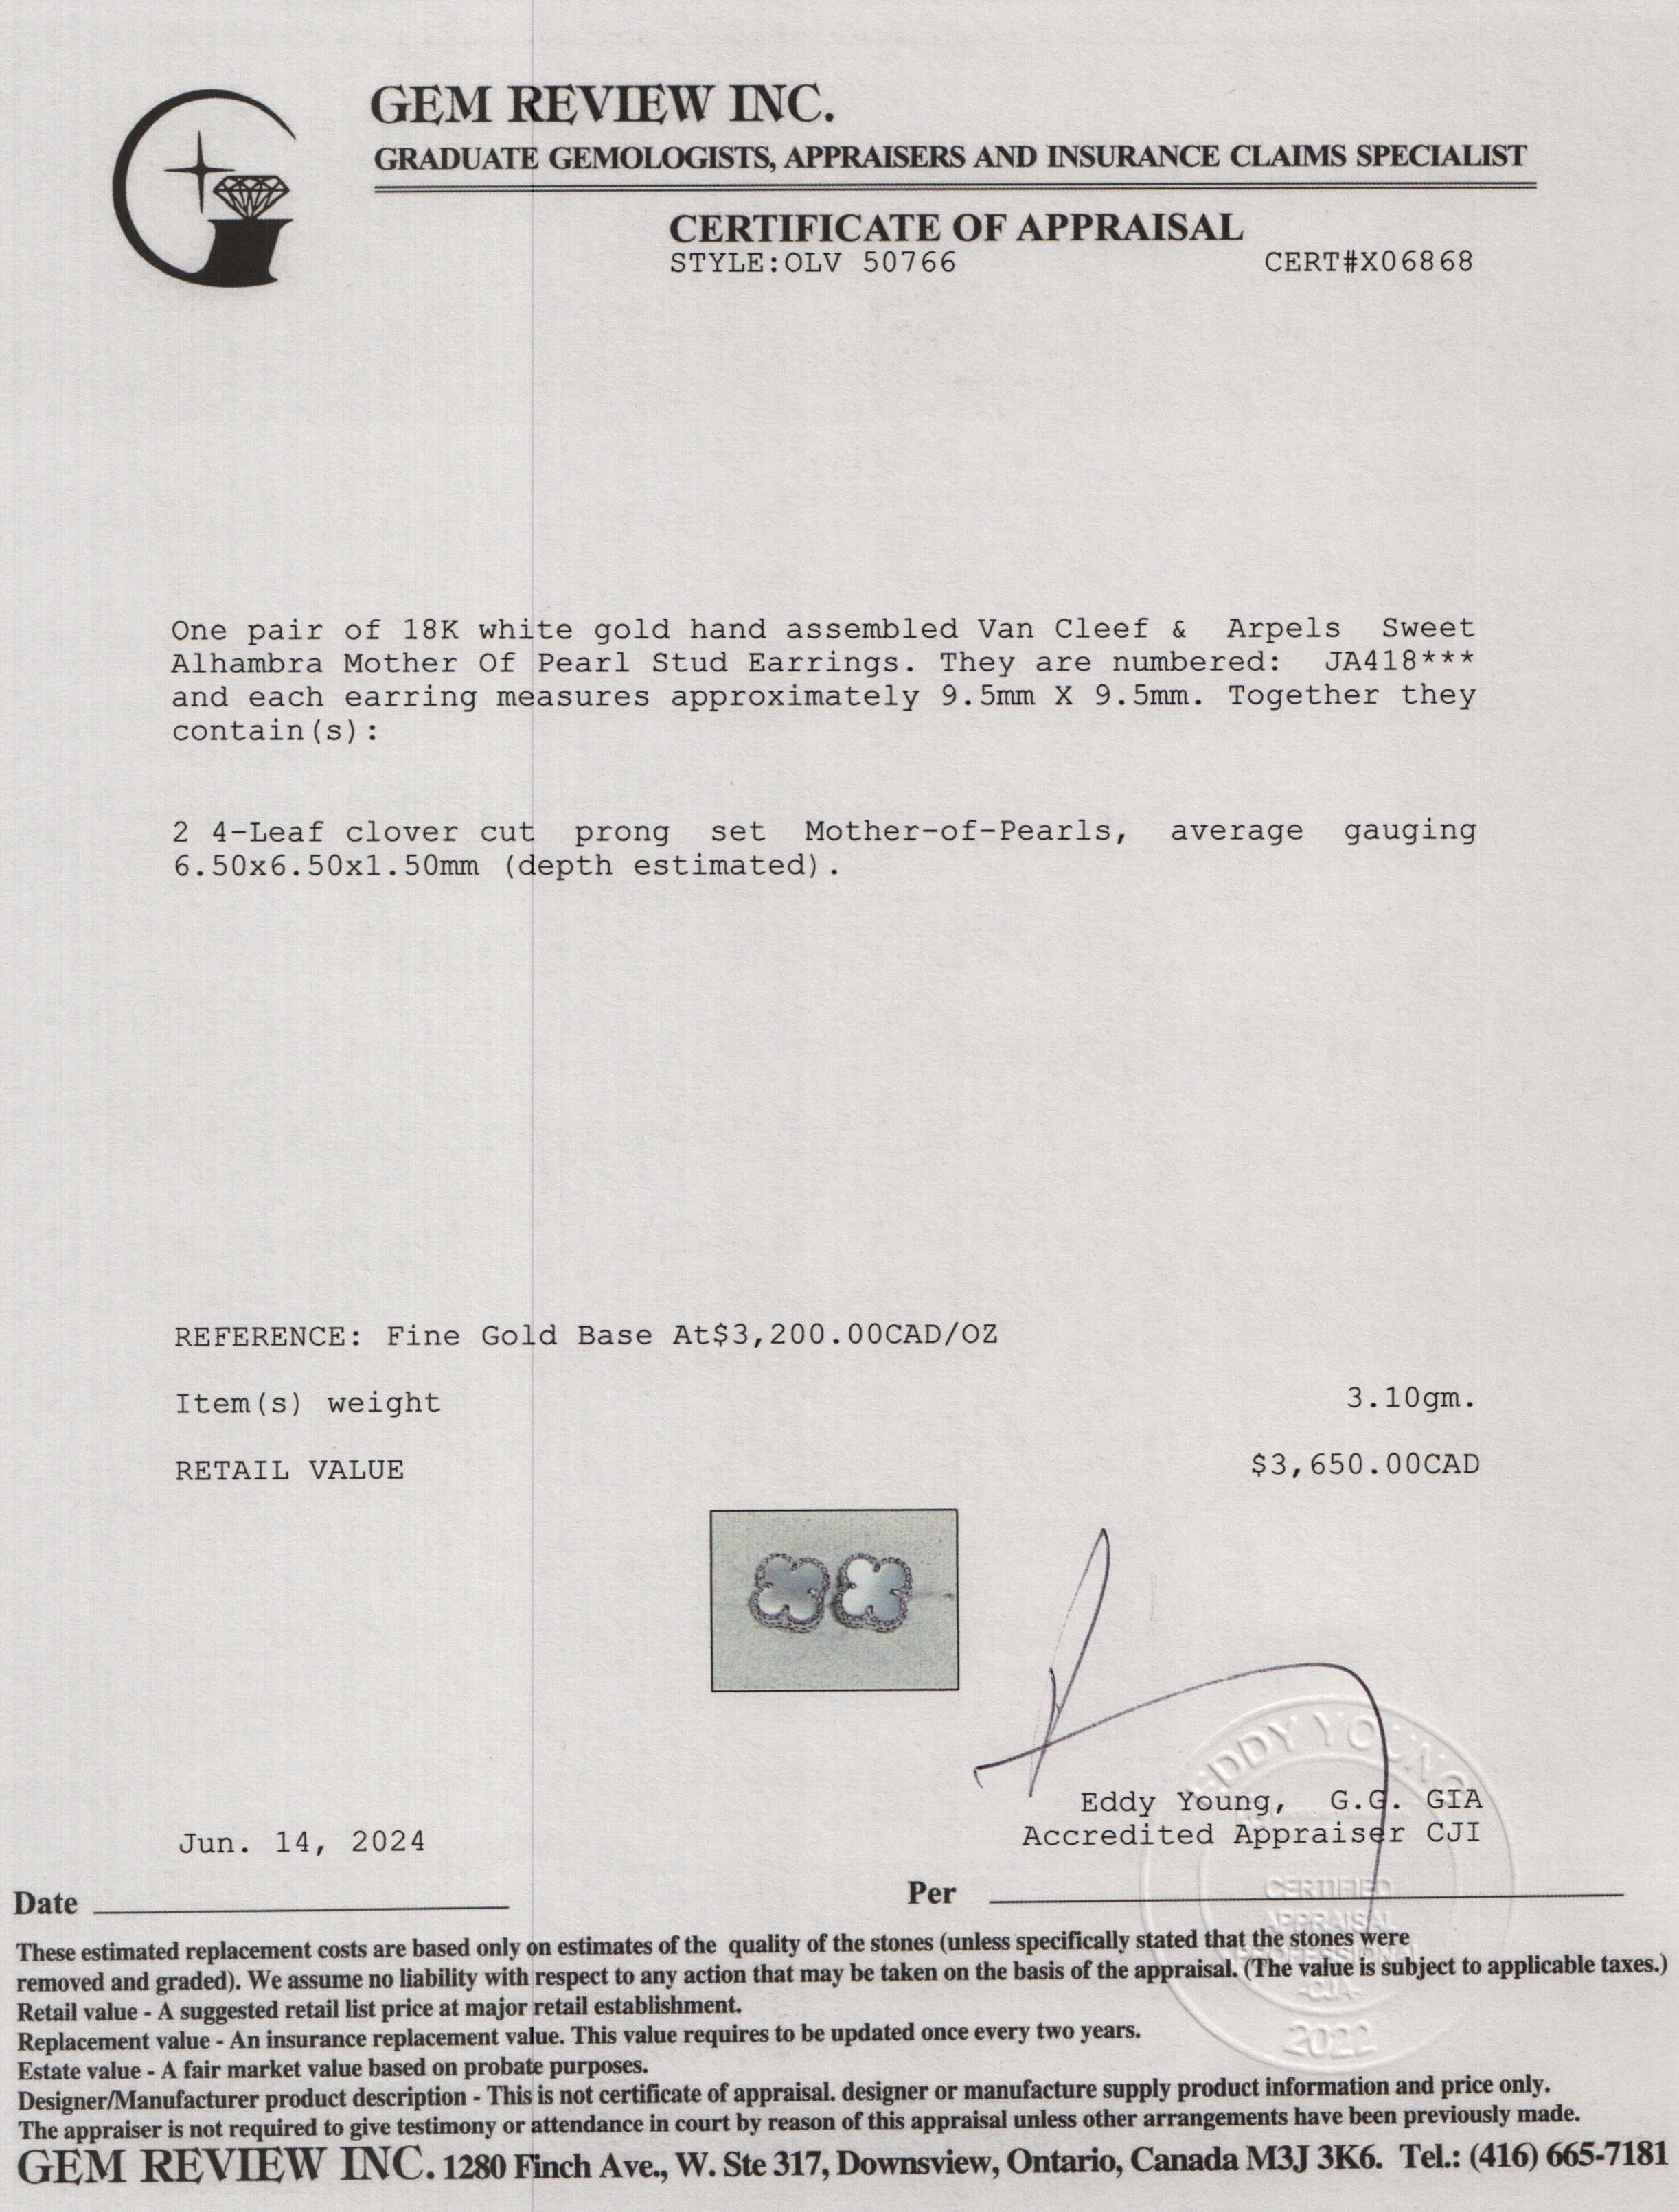 GEM REVIEW INC.
GRADUATE GEMOLOGISTS, APPRAISERS AND INSURANCE CLAIMS SPECIALIST
CERTIFICATE OF APPRAISAL
STYLE:OLV 50766 CERT#X06868
One pair of 18K white gold hand assembled Van Cleef & Arpels Sweet
Alhambra Mother Of Pearl Stud Earrings. They are numbered: JA418***
and each earring measures approximately 9.5mm X 9.5mm. Together they
contain(s):
2 4-Leaf clover cut prong set Mother-of-Pearls, average gauging
6.50x6.50x1.50mm (depth estimated).
REFERENCE: Fine Gold Base At$3,200.00CAD/OZ
Item(s) weight 3.10gm.
RETAIL VALUE $3,650.00CAD
EDDY YOUNG
Eddy Young, G.G. GIA
Accredited Appraiser CJI
Jun. 14, 2024
Date
Per
CERTIFIED
APPRAISAL
PROFESSIONAL
-CJA-
2022
These estimated replacement costs are based only on estimates of the quality of the stones (unless specifically stated that the stones were
removed and graded). We assume no liability with respect to any action that may be taken on the basis of the appraisal. (The value is subject to applicable taxes.)
Retail value - A suggested retail list price at major retail establishment.
Replacement value - An insurance replacement value. This value requires to be updated once every two years.
Estate value - A fair market value based on probate purposes.
Designer/Manufacturer product description - This is not certificate of appraisal. designer or manufacture supply product information and price only.
The appraiser is not required to give testimony or attendance in court by reason of this appraisal unless other arrangements have been previously made.
GEM REVIEW INC. 1280 Finch Ave., W. Ste 317, Downsview, Ontario, Canada M3J 3K6. Tel.: (416) 665-7181